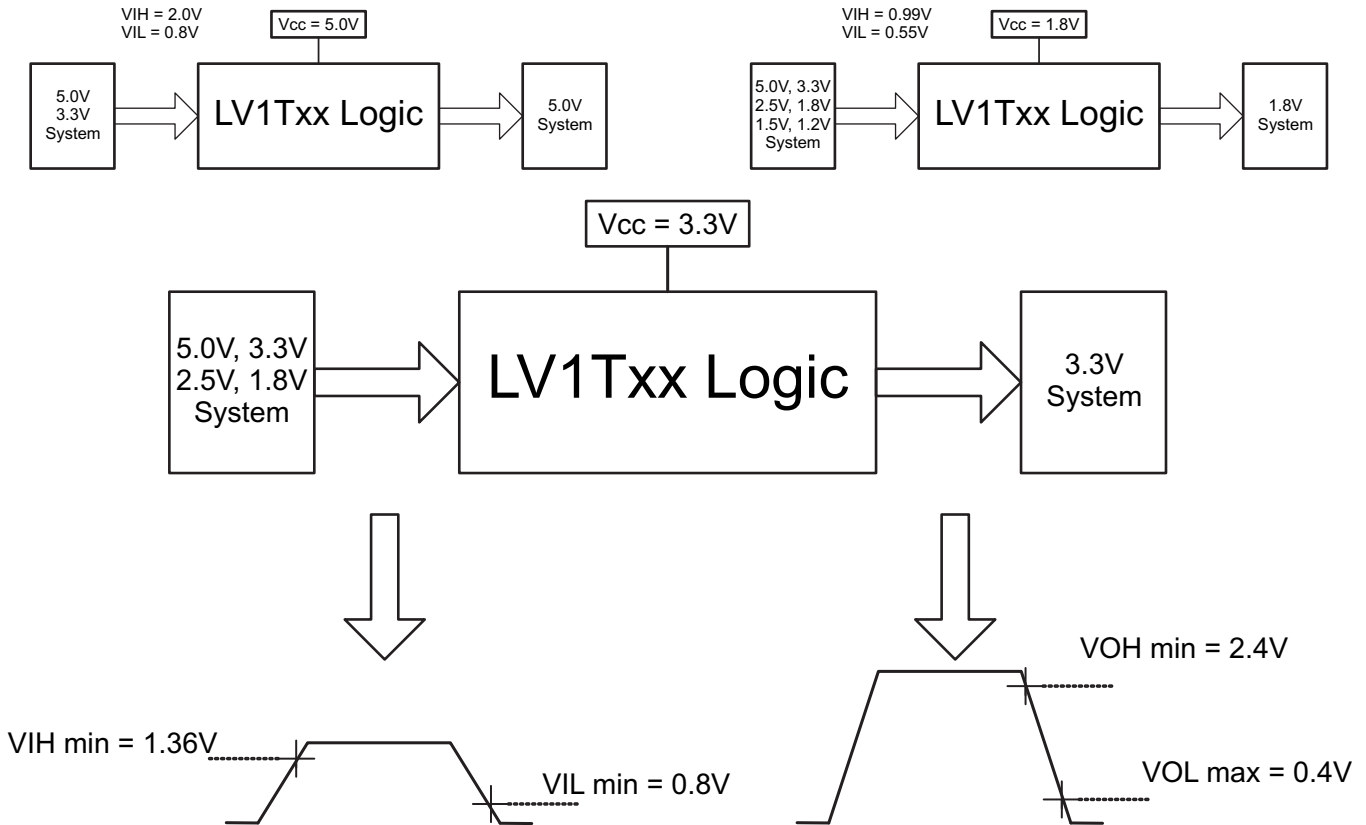 VIH = 2.0V
VIL = 0.8V
Vcc = 5.0V
5.0V
3.3V
System
LV1Txx Logic
5.0V
System
VIH = 0.99V
VIL = 0.55V
Vcc = 1.8V
5.0V, 3.3V
2.5V, 1.8V
1.5V, 1.2V
System
LV1Txx Logic
1.8V
System
Vcc = 3.3V
5.0V, 3.3V
2.5V, 1.8V
System
LV1Txx Logic
3.3V
System
VIH min = 1.36V
VIL min = 0.8V
VOH min = 2.4V
VOL max = 0.4V